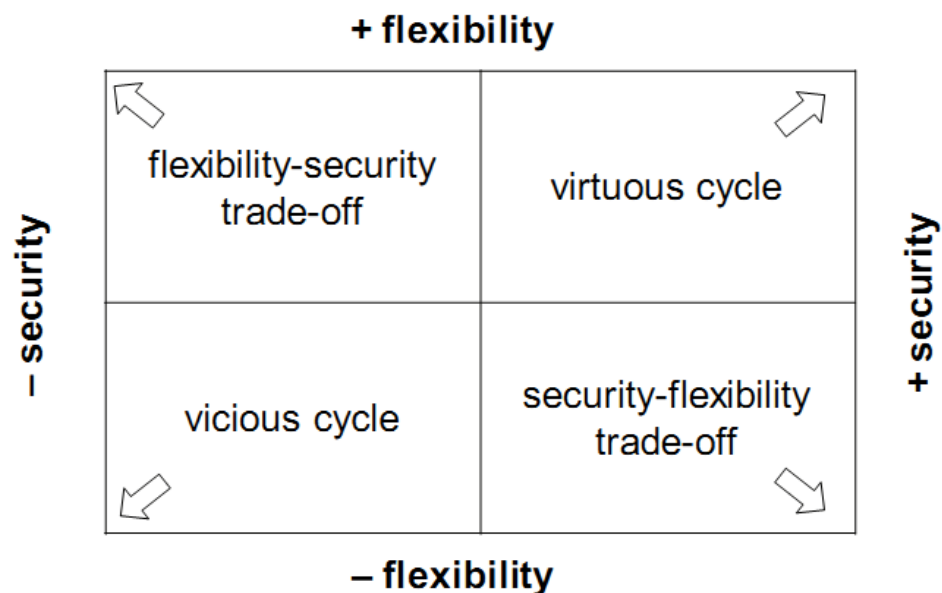 + flexibility
flexibility-security
trade-off
virtuous cycle
– security
+ security
vicious cycle
security-flexibility
trade-off
– flexibility